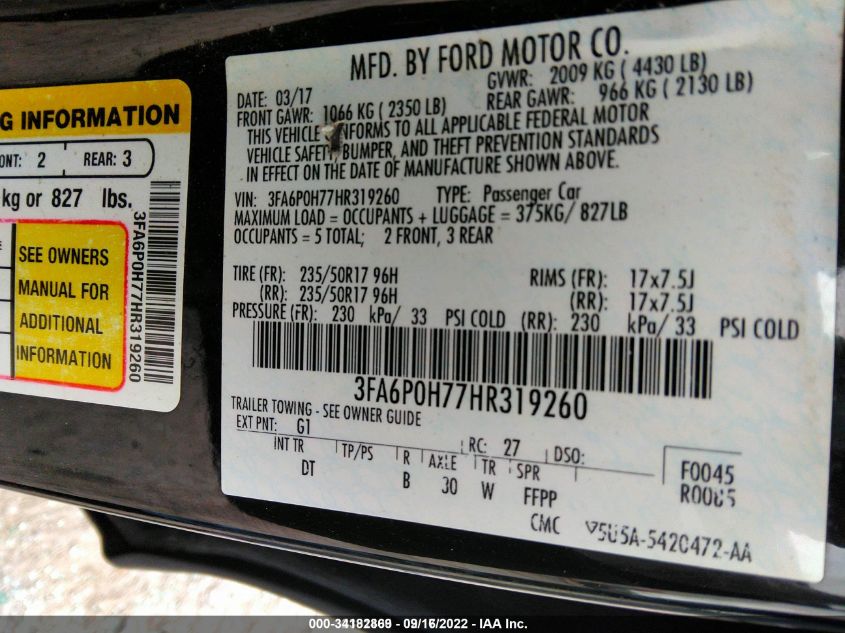 G INFORMATION
ONT: 2 REAR: 3
kg or 827 lbs.
SEE OWNERS
MANUAL FOR
ADDITIONAL
INFORMATION
3FA6P0H77HR319260
MFD. BY FORD MOTOR CO.
DATE: 03/17 GVWR: 2009 KG ( 4430 LB)
FRONT GAWR: 1066 KG ( 2350 LB) REAR GAWR: 966 KG ( 2130 LB)
THIS VEHICLE NFORMS TO ALL APPLICABLE FEDERAL MOTOR
VEHICLE SAFETY, BUMPER, AND THEFT PREVENTION STANDARDS
IN EFFECT ON THE DATE OF MANUFACTURE SHOWN ABOVE.
VIN: 3FA6P0H77HR319260 TYPE: Passenger Car
MAXIMUM LOAD = OCCUPANTS + LUGGAGE = 375KG/ 827LB
OCCUPANTS = 5 TOTAL; 2 FRONT, 3 REAR
TIRE (FR): 235/50R17 96H RIMS (FR): 17x7.5J
(RR): 235/50R17 96H (RR): 17x7.5J
PRESSURE (FR): 230 kPa/ 33 PSI COLD (RR): 230 kPa/ 33 PSI COLD
3FA6P0H77HR319260
TRAILER TOWING - SEE OWNER GUIDE
EXT PNT: G1 RC: 27 DSO:
INT TR TP/PS R AXLE TR SPR F0045
DT B 30 W FFPP R0085
CMC 5U5A-5420472-AA
000-34182869 - 09/16/2022 - IAA Inc.